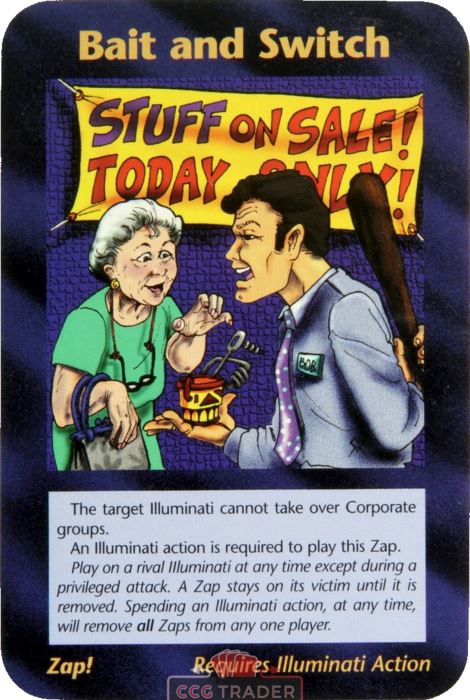 Bait and Switch
STUFF ON SALE!
TODAY ONLY!
BOB
The target Illuminati cannot take over Corporate
groups.
An Illuminati action is required to play this Zap.
Play on a rival Illuminati at any time except during a
privileged attack. A Zap stays on its victim until it is
removed. Spending an Illuminati action, at any time,
will remove all Zaps from any one player.
Zap! Requires Illuminati Action
CCG TRADER